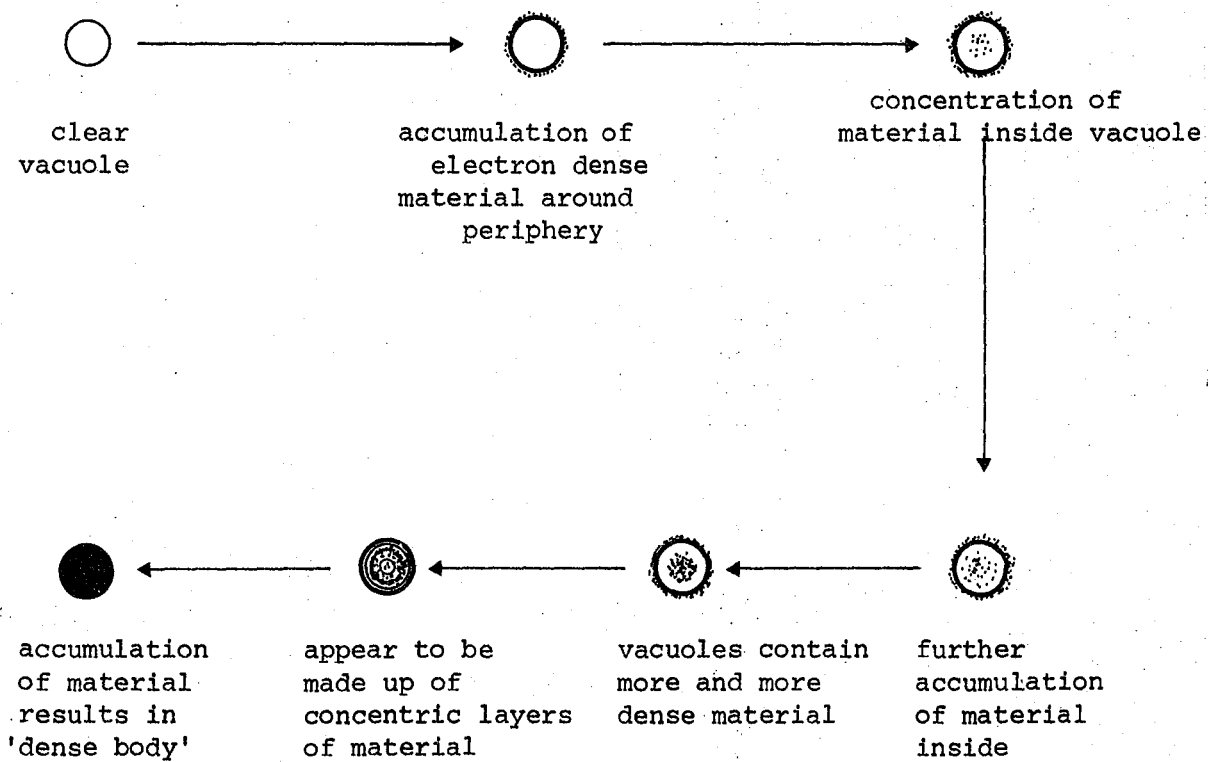 clear
vacuole
accumulation of
electron dense
material around
periphery
concentration of
material inside vacuole
accumulation
of material
results in
'dense body'
appear to be
made up of
concentric layers
of material
vacuoles contain
more and more
dense material
further
accumulation
of material
inside